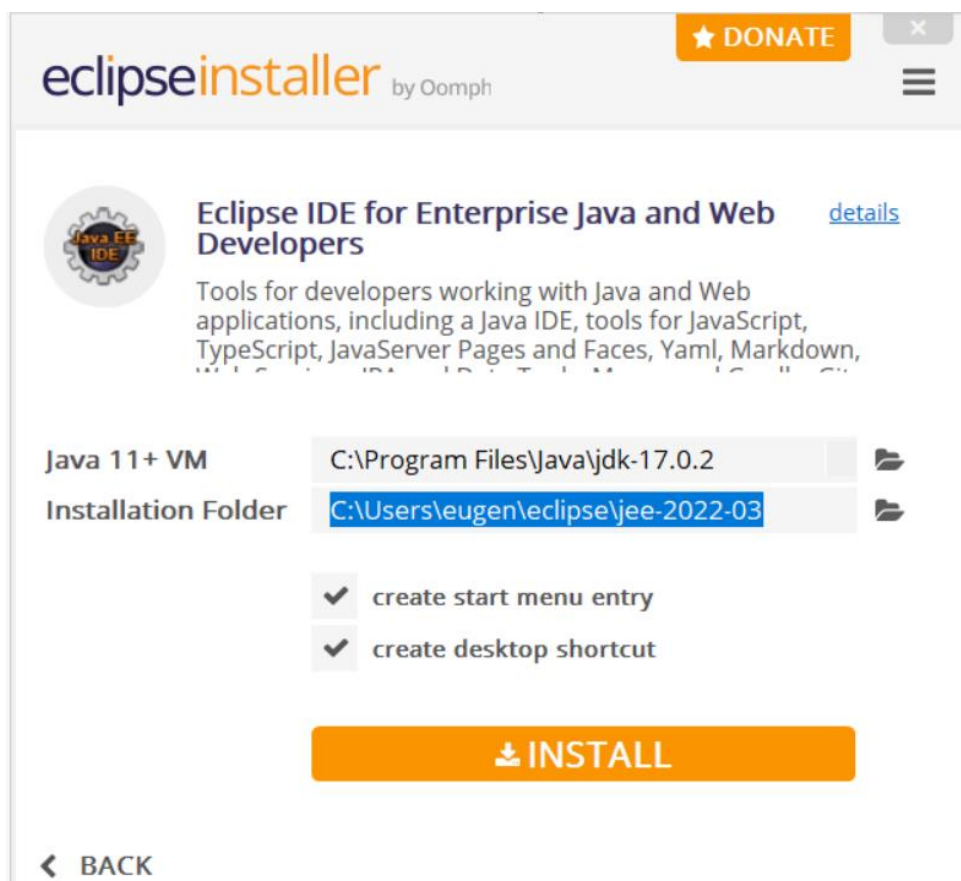 ★ DONATE
eclipseinstaller by Oomph
Java EE
IDE
Eclipse IDE for Enterprise Java and Web
Developers
details
Tools for developers working with Java and Web
applications, including a Java IDE, tools for JavaScript,
TypeScript, JavaServer Pages and Faces, Yaml, Markdown,
Java 11+ VM C:\Program Files\Java\jdk-17.0.2
Installation Folder C:\Users\eugen\eclipse\jee-2022-03
create start menu entry
create desktop shortcut
INSTALL
BACK